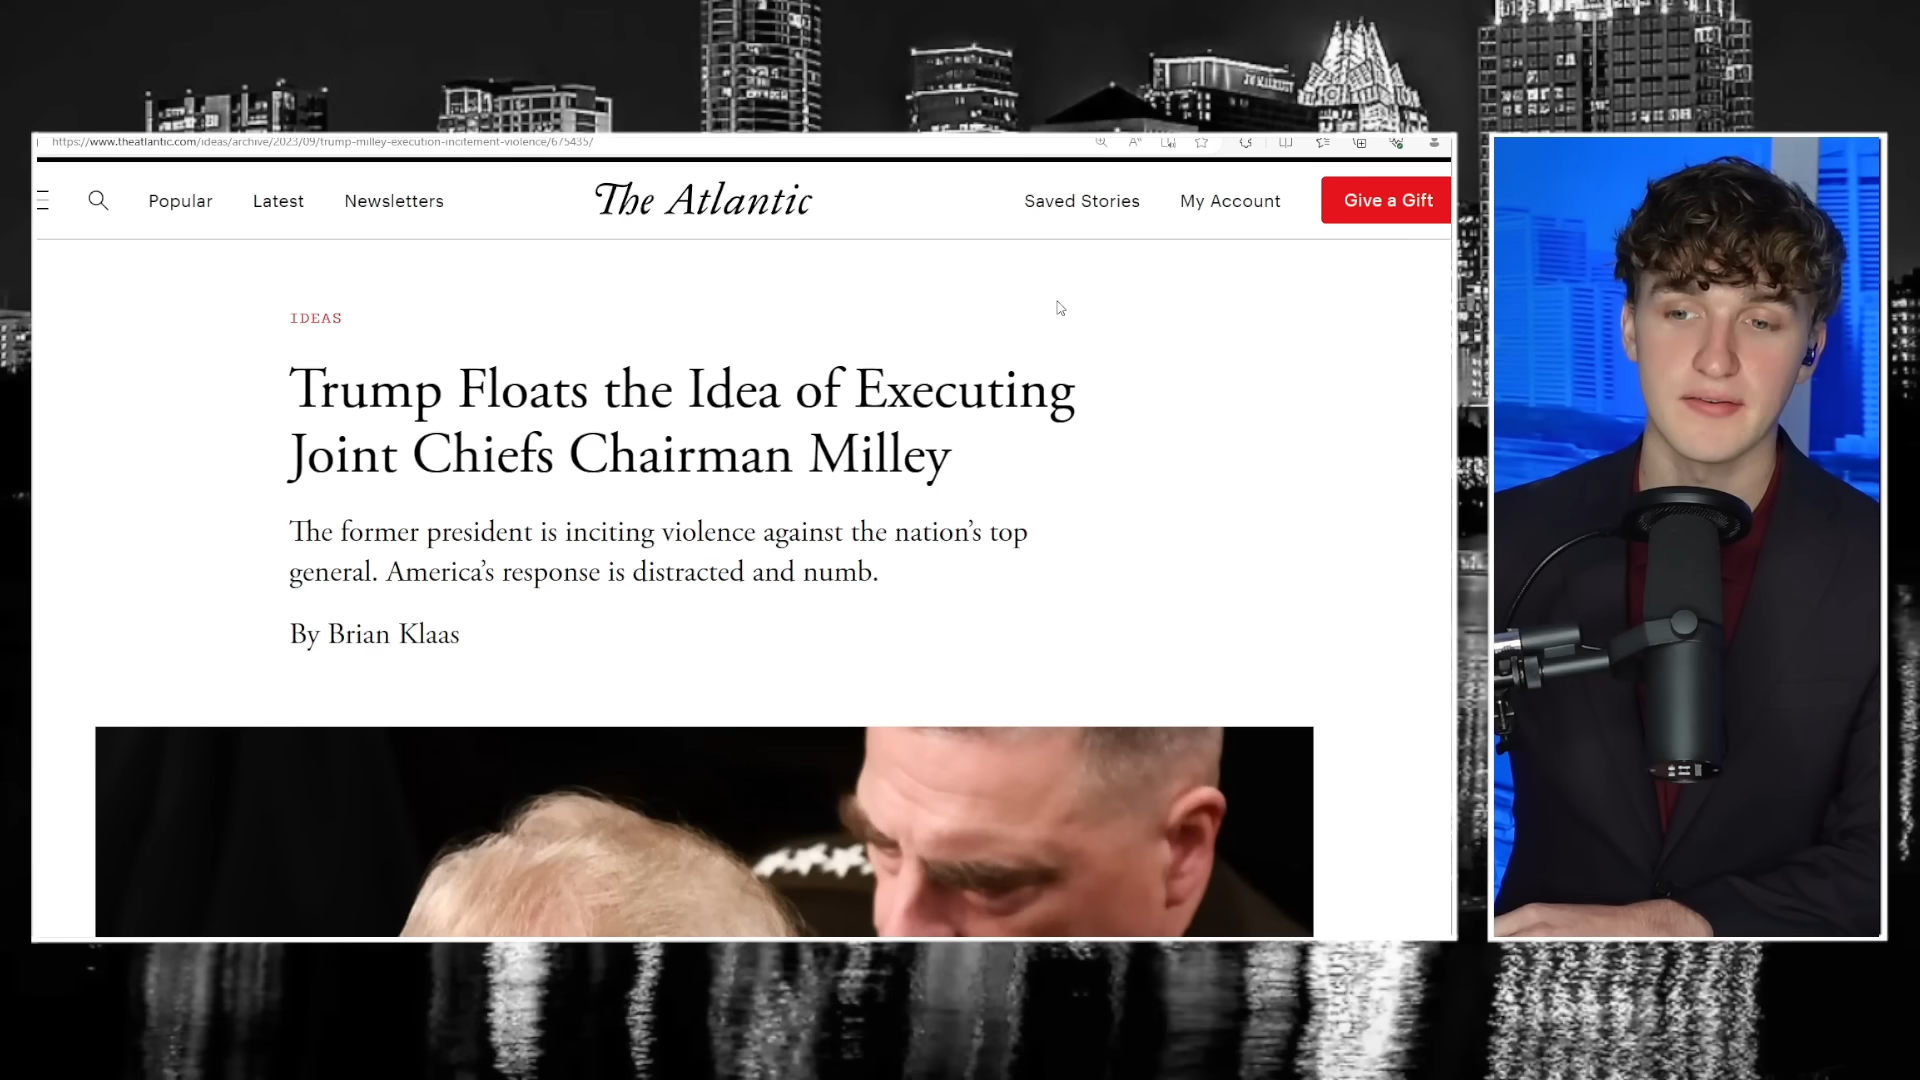 https://www.theatlantic.com/ideas/archive/2023/09/trump-milley-execution-incitement-violence/675435/
Popular
Latest
Newsletters
The Atlantic
Saved Stories
My Account
Give a Gift
IDEAS
Trump Floats the Idea of Executing
Joint Chiefs Chairman Milley
The former president is inciting violence against the nation’s top
general. America’s response is distracted and numb.
By Brian Klaas